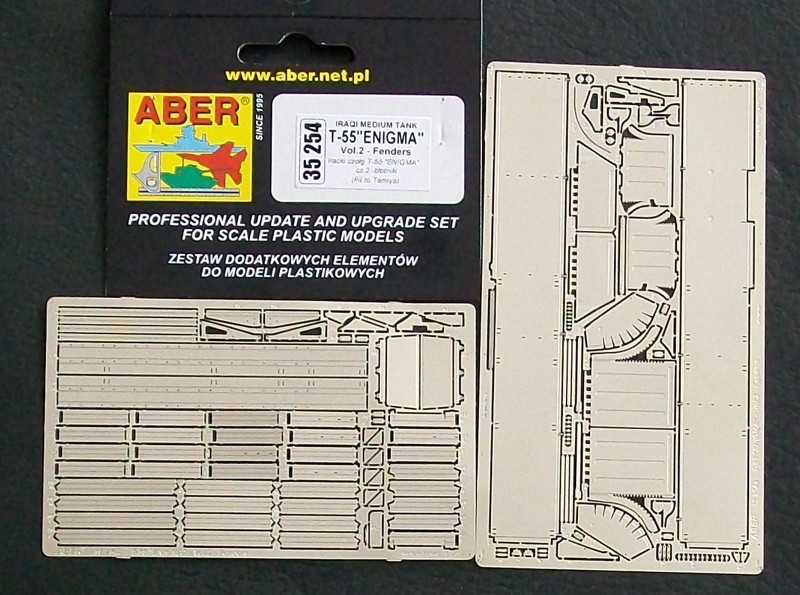 www.aber.net.pl
ABER®
SINCE 1995
35 254
IRAQI MEDIUM TANK
T-55"ENIGMA"
Vol.2 - Fenders
Iracki czołg T-55 "ENIGMA"
cz.2 -błotniki
(Fit to Tamiya)
PROFESSIONAL UPDATE AND UPGRADE SET
FOR SCALE PLASTIC MODELS
ZESTAW DODATKOWYCH ELEMENTÓW
DO MODELI PLASTIKOWYCH